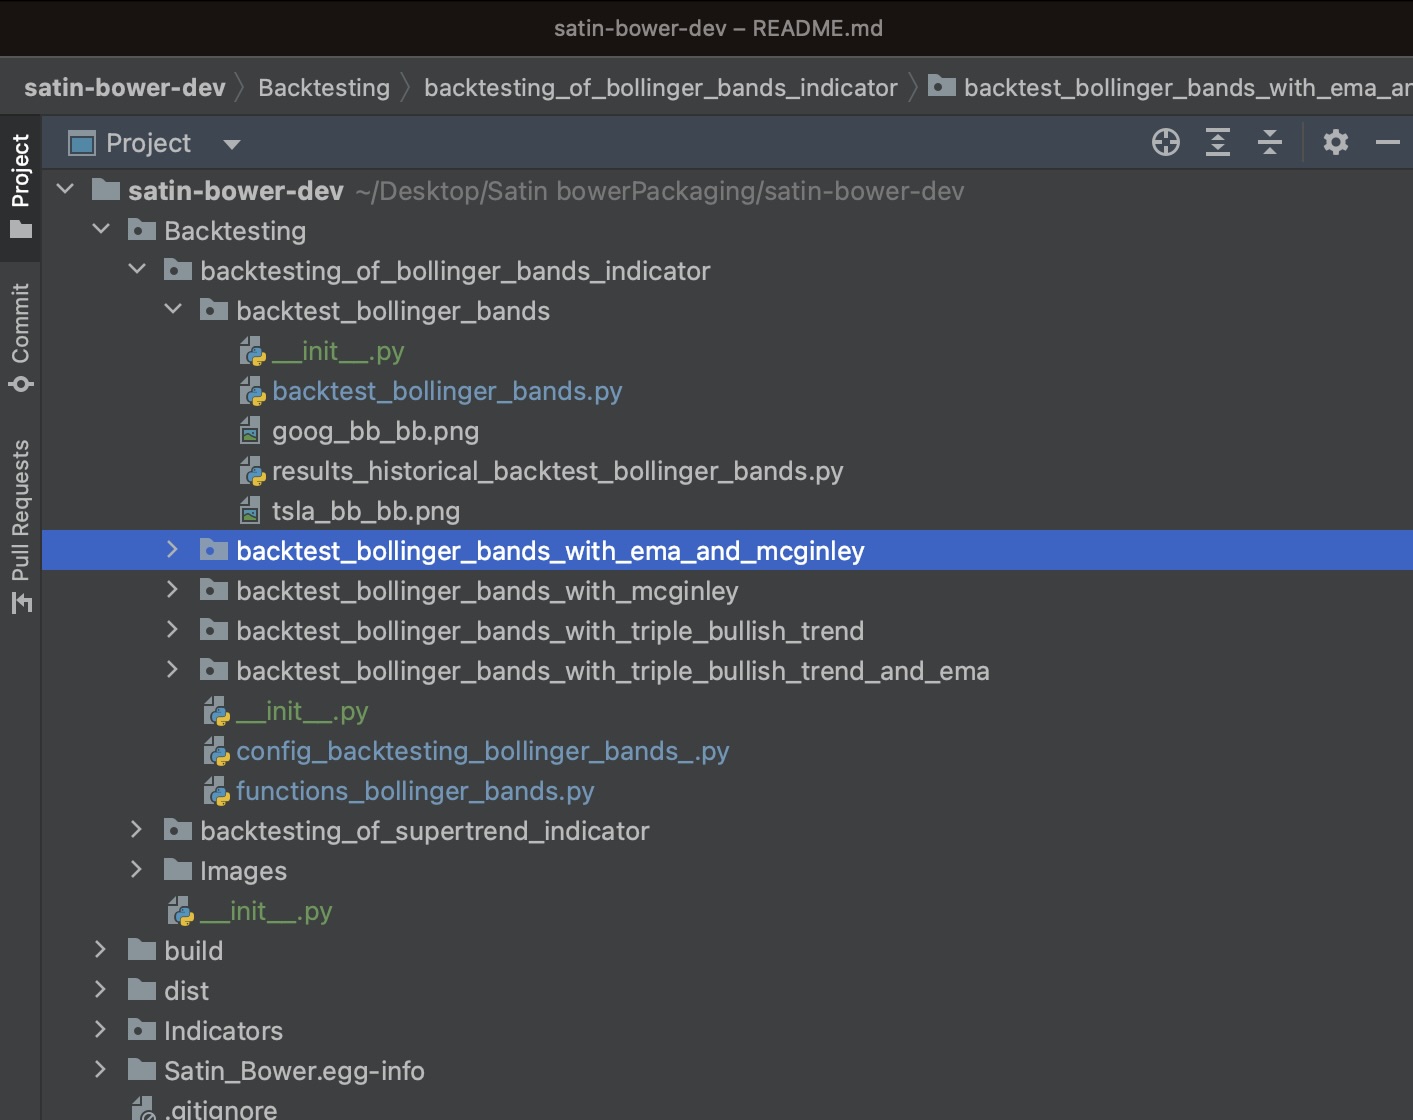 satin-bower-dev – README.md
satin-bower-dev
Backtesting
backtesting_of_bollinger_bands_indicator
backtest_bollinger_bands_with_ema_ar
Project
Commit
Pull Requests
Project
satin-bower-dev ~/Desktop/Satin bowerPackaging/satin-bower-dev
Backtesting
backtesting_of_bollinger_bands_indicator
backtest_bollinger_bands
__init__.py
backtest_bollinger_bands.py
goog_bb_bb.png
results_historical_backtest_bollinger_bands.py
tsla_bb_bb.png
backtest_bollinger_bands_with_ema_and_mcginley
backtest_bollinger_bands_with_mcginley
backtest_bollinger_bands_with_triple_bullish_trend
backtest_bollinger_bands_with_triple_bullish_trend_and_ema
__init__.py
config_backtesting_bollinger_bands_.py
functions_bollinger_bands.py
backtesting_of_supertrend_indicator
Images
__init__.py
build
dist
Indicators
Satin_Bower.egg-info
.gitignore